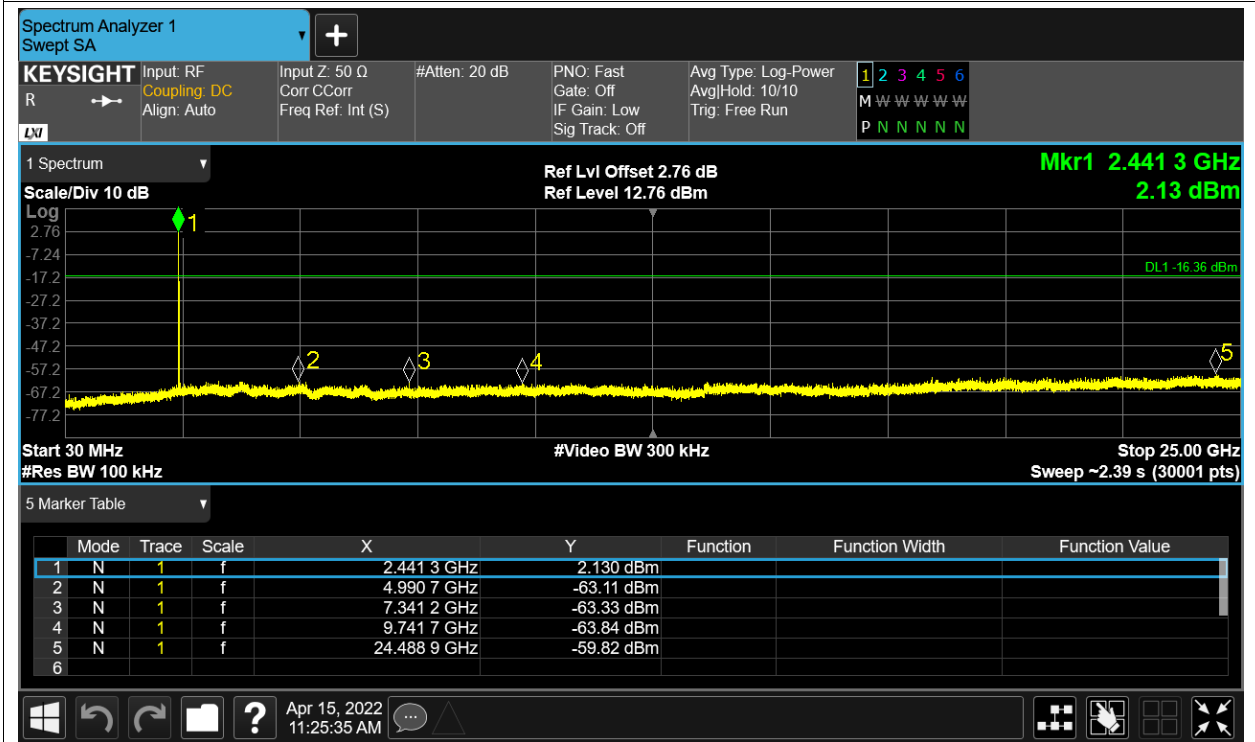 Spectrum Analyzer 1
Swept SA
+
KEYSIGHT
R
LXI
Input: RF
Coupling: DC
Align: Auto
Input Z: 50 Ω
Corr CCorr
Freq Ref: Int (S)
#Atten: 20 dB
PNO: Fast
Gate: Off
IF Gain: Low
Sig Track: Off
Avg Type: Log-Power
Avg|Hold: 10/10
Trig: Free Run
1 2 3 4 5 6
M W W W W W
P N N N N N
1 Spectrum
Scale/Div 10 dB
Ref Lvl Offset 2.76 dB
Ref Level 12.76 dBm
Mkr1 2.441 3 GHz
2.13 dBm
Log
2.76
-7.24
-17.2
-27.2
-37.2
-47.2
-57.2
-67.2
-77.2
1
2
3
4
5
DL1 -16.36 dBm
Start 30 MHz
#Video BW 300 kHz
Stop 25.00 GHz
#Res BW 100 kHz
Sweep ~2.39 s (30001 pts)
5 Marker Table
Mode Trace Scale X Y Function Function Width Function Value
1 N 1 f 2.441 3 GHz 2.130 dBm
2 N 1 f 4.990 7 GHz -63.11 dBm
3 N 1 f 7.341 2 GHz -63.33 dBm
4 N 1 f 9.741 7 GHz -63.84 dBm
5 N 1 f 24.488 9 GHz -59.82 dBm
6
?
Apr 15, 2022
11:25:35 AM